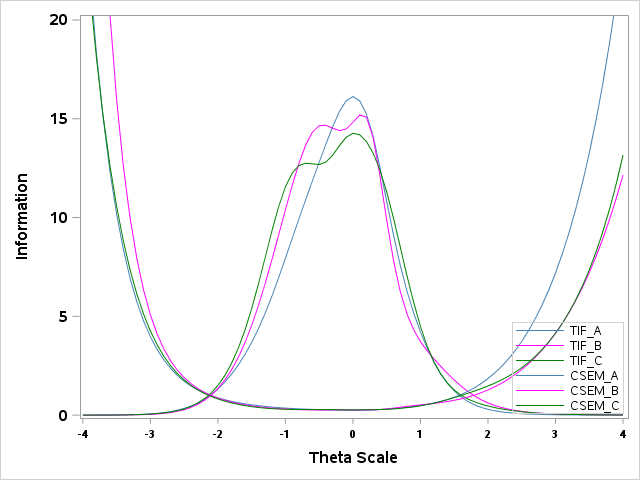 20
15
10
5
0
Information
-4
-3
-2
-1
0
1
2
3
4
Theta Scale
TIF_A
TIF_B
TIF_C
CSEM_A
CSEM_B
CSEM_C